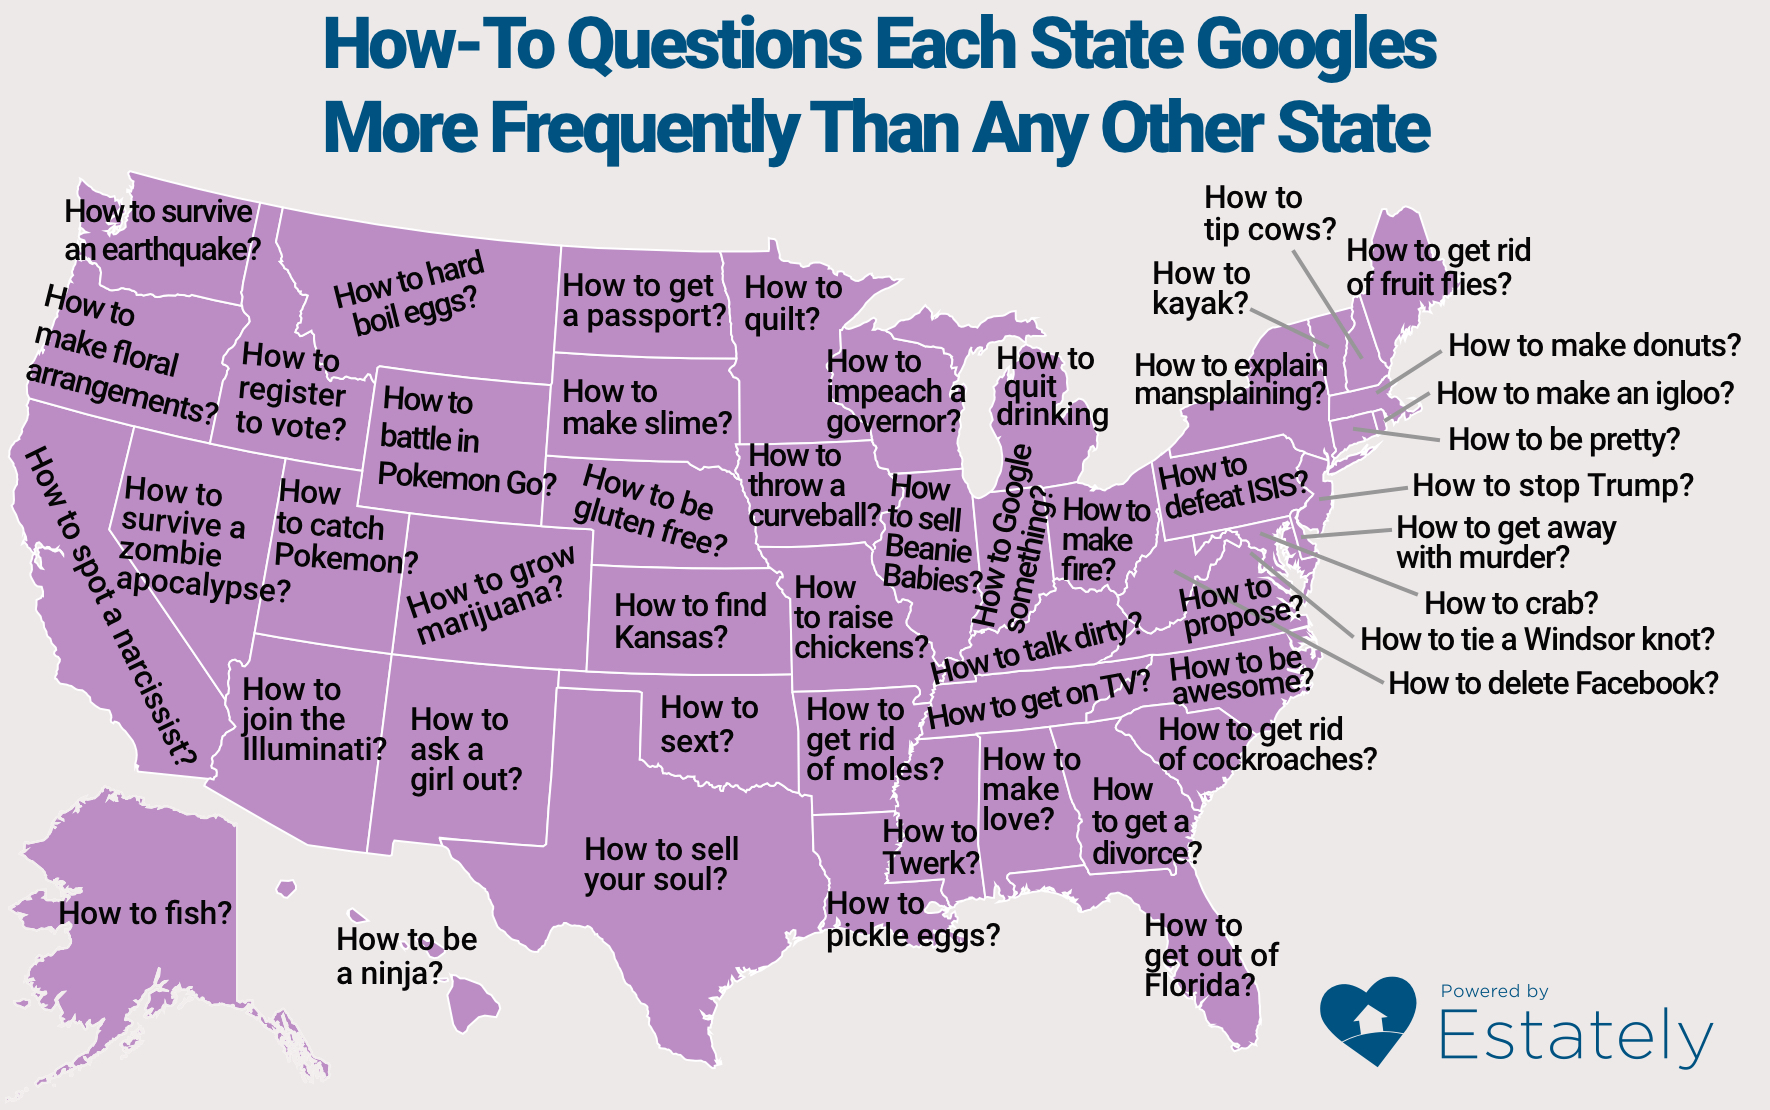 How-To Questions Each State Googles
More Frequently Than Any Other State
How to survive
an earthquake?
How to
make floral
arrangements?
How to spot a narcissist?
How to
survive a
zombie
apocalypse?
How to
register
to vote?
How to hard
boil eggs?
How to
battle in
Pokemon Go?
How
to catch
Pokemon?
How to grow
marijuana?
How to
join the
Illuminati?
How to
ask a
girl out?
How to get
a passport?
How to
make slime?
How to be
gluten free?
How to find
Kansas?
How to
sext?
How to sell
your soul?
How to
quilt?
How to
throw a
curveball?
How
to raise
chickens?
How to
get rid
of moles?
How to
pickle eggs?
How to
impeach a
governor?
How
to sell
Beanie
Babies?
How to
quit
drinking
How to Google
something?
How to
make
fire?
How to talk dirty?
How to get on TV?
How to
Twerk?
How to
make
love?
How
to get a
divorce?
How to
get out of
Florida?
How to get rid
of cockroaches?
How to be
awesome?
How to
propose?
How to
defeat ISIS?
How to explain
mansplaining?
How to
kayak?
How to
tip cows?
How to get rid
of fruit flies?
How to make donuts?
How to make an igloo?
How to be pretty?
How to stop Trump?
How to get away
with murder?
How to crab?
How to tie a Windsor knot?
How to delete Facebook?
How to fish?
How to be
a ninja?
Powered by
Estately